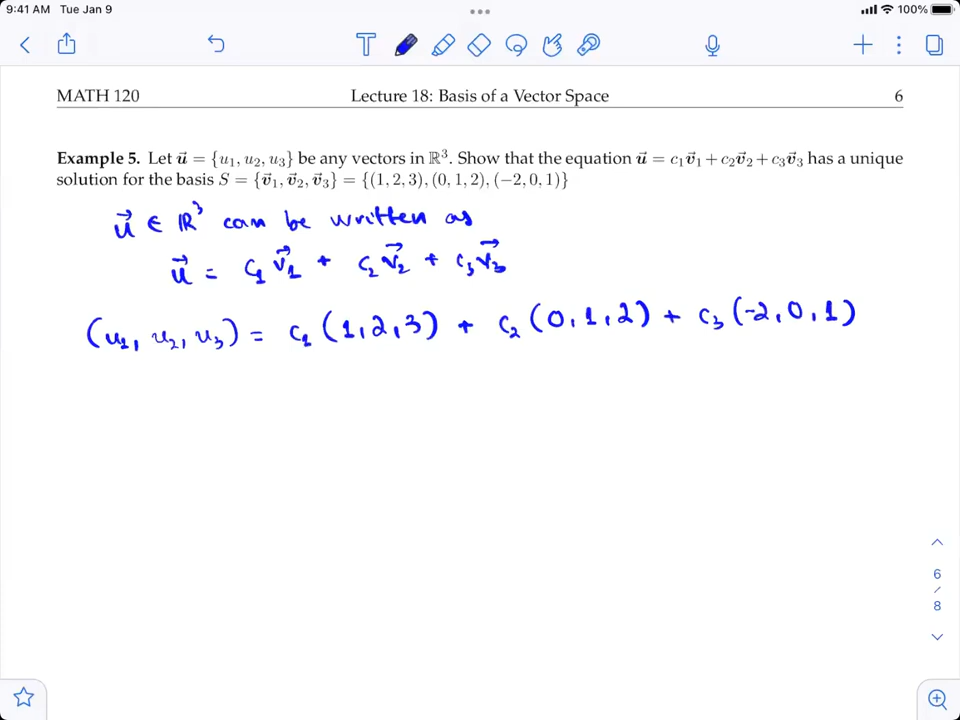 9:41 AM Tue Jan 9
100%
MATH 120 Lecture 18: Basis of a Vector Space 6
Example 5. Let u⃗ = {u₁, u₂, u₃} be any vectors in ℝ³. Show that the equation u⃗ = c₁v⃗₁ + c₂v⃗₂ + c₃v⃗₃ has a unique
solution for the basis S = {v⃗₁, v⃗₂, v⃗₃} = {(1, 2, 3), (0, 1, 2), (−2, 0, 1)}
u⃗ ∈ ℝ³ can be written as
u⃗ = c₁v⃗₁ + c₂v⃗₂ + c₃v⃗₃
(u₁, u₂, u₃) = c₁(1, 2, 3) + c₂(0, 1, 2) + c₃(-2, 0, 1)
6
/
8